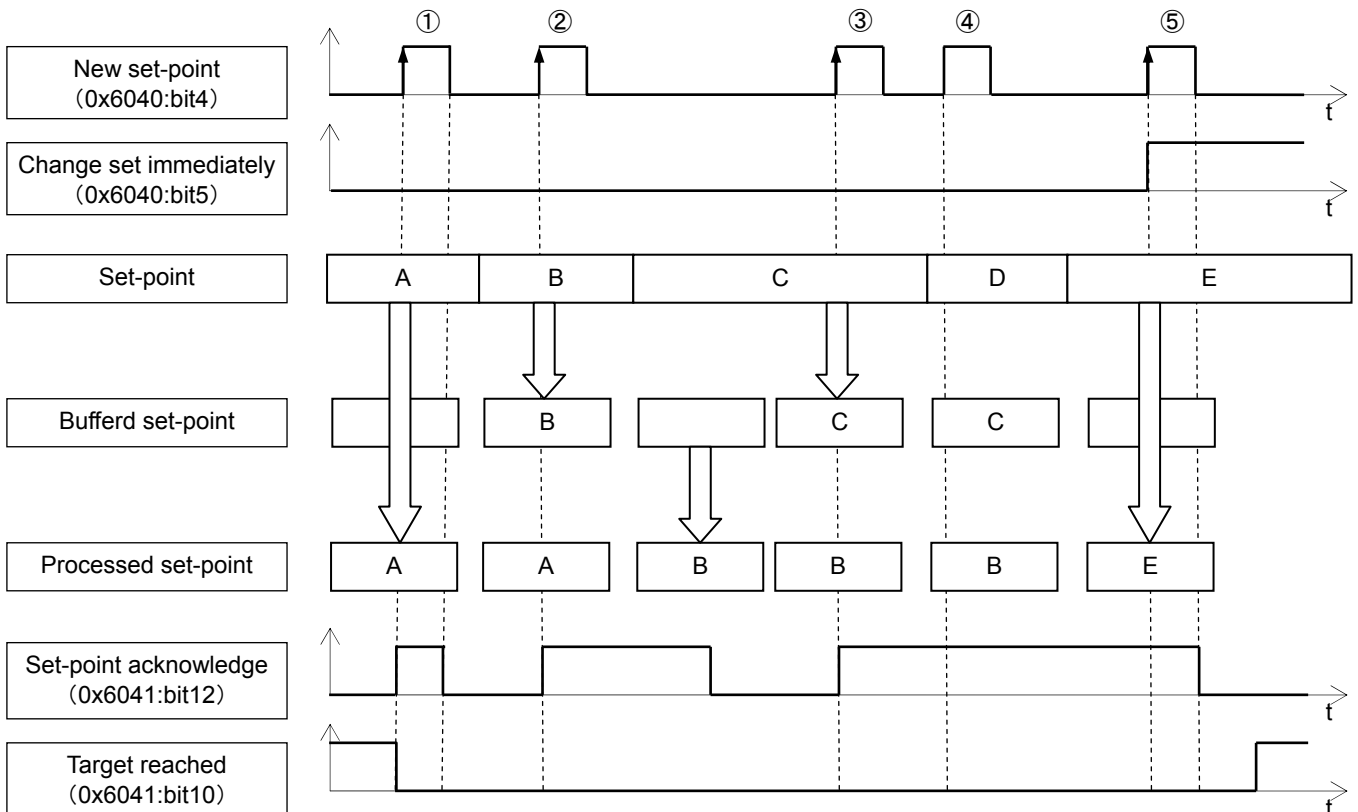 ① ② ③ ④ ⑤
New set-point
（0x6040:bit4）
t
Change set immediately
（0x6040:bit5）
t
Set-point
A B C D E
Bufferd set-point
B C C
Processed set-point
A A B B B E
Set-point acknowledge
（0x6041:bit12）
t
Target reached
（0x6041:bit10）
t